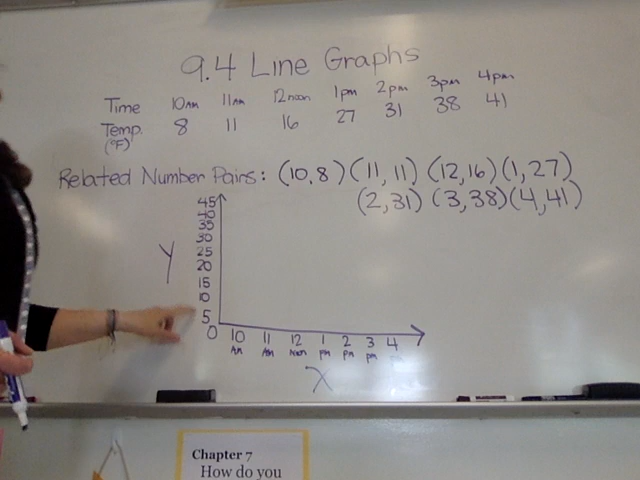 9.4 Line Graphs
Time 10AM 11AM 12noon 1pm 2pm 3pm 4pm
Temp. 8 11 16 27 31 38 41
(°F)
Related Number Pairs: (10,8) (11,11) (12,16) (1,27)
(2,31) (3,38) (4,41)
45
40
35
30
25
Y
20
15
10
5
0
10 11 12 1 2 3 4
AM AM Noon pm pm pm
X
Chapter 7
How do you